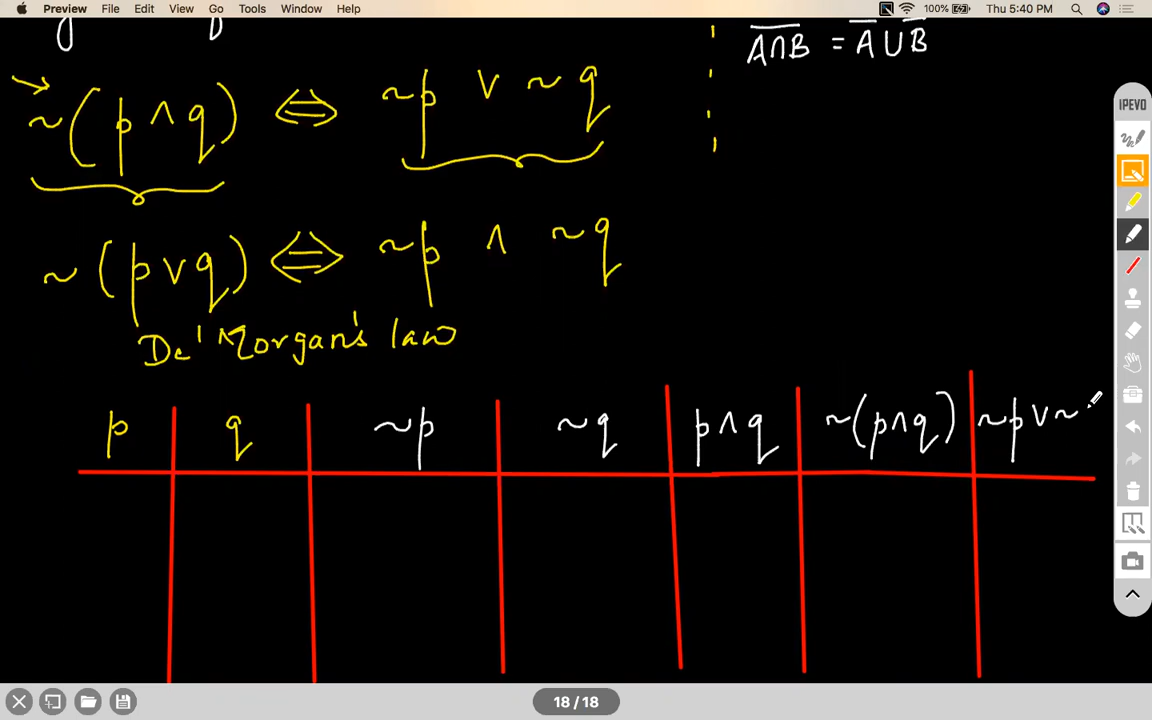 Preview File Edit View Go Tools Window Help 100% Thu 5:40 PM
A̅∩̅B̅ = A̅ ∪ B̅
~(p ∧ q) ⇔ ~p ∨ ~q
~(p ∨ q) ⇔ ~p ∧ ~q
De'Morgan's law
p q ~p ~q p∧q ~(p∧q) ~p∨~
IPEVO
18 / 18